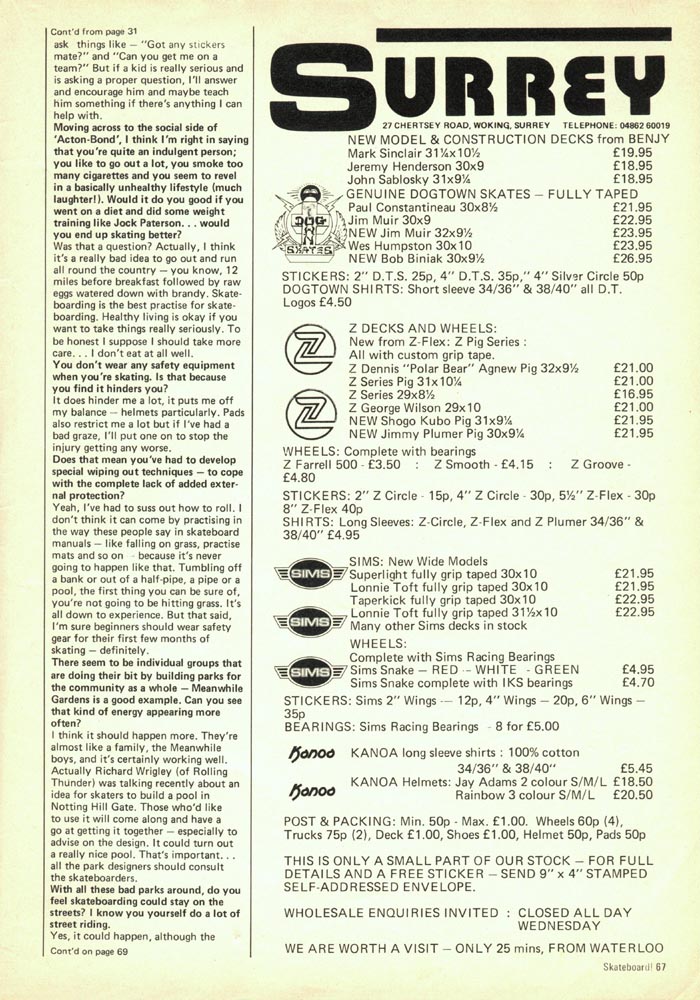 Cont'd from page 31
ask things like — "Got any stickers
mate?" and "Can you get me on a
team?" But if a kid is really serious and
is asking a proper question, I'll answer
and encourage him and maybe teach
him something if there's anything I can
help with.
Moving across to the social side of
'Acton-Bond', I think I'm right in saying
that you're quite an indulgent person;
you like to go out a lot, you smoke too
many cigarettes and you seem to revel
in a basically unhealthy lifestyle (much
laughter!). Would it do you good if you
went on a diet and did some weight
training like Jock Paterson. . . would
you end up skating better?
Was that a question? Actually, I think
it's a really bad idea to go out and run
all round the country — you know, 12
miles before breakfast followed by raw
eggs watered down with brandy. Skate-
boarding is the best practise for skate-
boarding. Healthy living is okay if you
want to take things really seriously. To
be honest I suppose I should take more
care. . . I don't eat at all well.
You don't wear any safety equipment
when you're skating. Is that because
you find it hinders you?
It does hinder me a lot, it puts me off
my balance — helmets particularly. Pads
also restrict me a lot but if I've had a
bad graze, I'll put one on to stop the
injury getting any worse.
Does that mean you've had to develop
special wiping out techniques — to cope
with the complete lack of added exter-
nal protection?
Yeah, I've had to suss out how to roll. I
don't think it can come by practising in
the way these people say in skateboard
manuals — like falling on grass, practise
mats and so on - because it's never
going to happen like that. Tumbling off
a bank or out of a half-pipe, a pipe or a
pool, the first thing you can be sure of,
you're not going to be hitting grass. It's
all down to experience. But that said,
I'm sure beginners should wear safety
gear for their first few months of
skating — definitely.
There seem to be individual groups that
are doing their bit by building parks for
the community as a whole — Meanwhile
Gardens is a good example. Can you see
that kind of energy appearing more
often?
I think it should happen more. They're
almost like a family, the Meanwhile
boys, and it's certainly working well.
Actually Richard Wrigley (of Rolling
Thunder) was talking recently about an
idea for skaters to build a pool in
Notting Hill Gate. Those who'd like
to use it will come along and have a
go at getting it together — especially to
advise on the design. It could turn out
a really nice pool. That's important. . .
all the park designers should consult
the skateboarders.
With all these bad parks around, do you
feel skateboarding could stay on the
streets? I know you yourself do a lot of
street riding.
Yes, it could happen, although the
Cont'd on page 69
SURREY
27 CHERTSEY ROAD, WOKING, SURREY TELEPHONE: 04862 60019
NEW MODEL & CONSTRUCTION DECKS from BENJY
Mark Sinclair 31¼x10½ £19.95
Jeremy Henderson 30x9 £18.95
John Sablosky 31x9¼ £18.95
DOG
SKATES
GENUINE DOGTOWN SKATES — FULLY TAPED
Paul Constantineau 30x8½ £21.95
Jim Muir 30x9 £22.95
NEW Jim Muir 32x9½ £23.95
Wes Humpston 30x10 £23.95
NEW Bob Biniak 30x9½ £26.95
STICKERS: 2" D.T.S. 25p, 4" D.T.S. 35p," 4" Silver Circle 50p
DOGTOWN SHIRTS: Short sleeve 34/36" & 38/40" all D.T.
Logos £4.50
Z
Z
Z DECKS AND WHEELS:
New from Z-Flex: Z Pig Series :
All with custom grip tape.
Z Dennis "Polar Bear" Agnew Pig 32x9½ £21.00
Z Series Pig 31x10¼ £21.00
Z Series 29x8½ £16.95
Z George Wilson 29x10 £21.00
NEW Shogo Kubo Pig 31x9¼ £21.95
NEW Jimmy Plumer Pig 30x9¼ £21.95
WHEELS: Complete with bearings
Z Farrell 500 - £3.50 : Z Smooth - £4.15 : Z Groove -
£4.80
STICKERS: 2" Z Circle - 15p, 4" Z Circle - 30p, 5½" Z-Flex - 30p
8" Z-Flex 40p
SHIRTS: Long Sleeves: Z-Circle, Z-Flex and Z Plumer 34/36" &
38/40" £4.95
SIMS
SIMS
SIMS
SIMS: New Wide Models
Superlight fully grip taped 30x10 £21.95
Lonnie Toft fully grip taped 30x10 £21.95
Taperkick fully grip taped 30x10 £22.95
Lonnie Toft fully grip taped 31½x10 £22.95
Many other Sims decks in stock
WHEELS:
Complete with Sims Racing Bearings
Sims Snake — RED - - WHITE - GREEN £4.95
Sims Snake complete with IKS bearings £4.70
STICKERS: Sims 2" Wings -— 12p, 4" Wings — 20p, 6" Wings —
35p
BEARINGS: Sims Racing Bearings - 8 for £5.00
Kanoa KANOA long sleeve shirts : 100% cotton
34/36" & 38/40" £5.45
Kanoa KANOA Helmets: Jay Adams 2 colour S/M/L £18.50
Rainbow 3 colour S/M/L £20.50
POST & PACKING: Min. 50p - Max. £1.00. Wheels 60p (4),
Trucks 75p (2), Deck £1.00, Shoes £1.00, Helmet 50p, Pads 50p
THIS IS ONLY A SMALL PART OF OUR STOCK — FOR FULL
DETAILS AND A FREE STICKER — SEND 9" x 4" STAMPED
SELF-ADDRESSED ENVELOPE.
WHOLESALE ENQUIRIES INVITED : CLOSED ALL DAY
WEDNESDAY
WE ARE WORTH A VISIT — ONLY 25 mins, FROM WATERLOO
Skateboard! 67